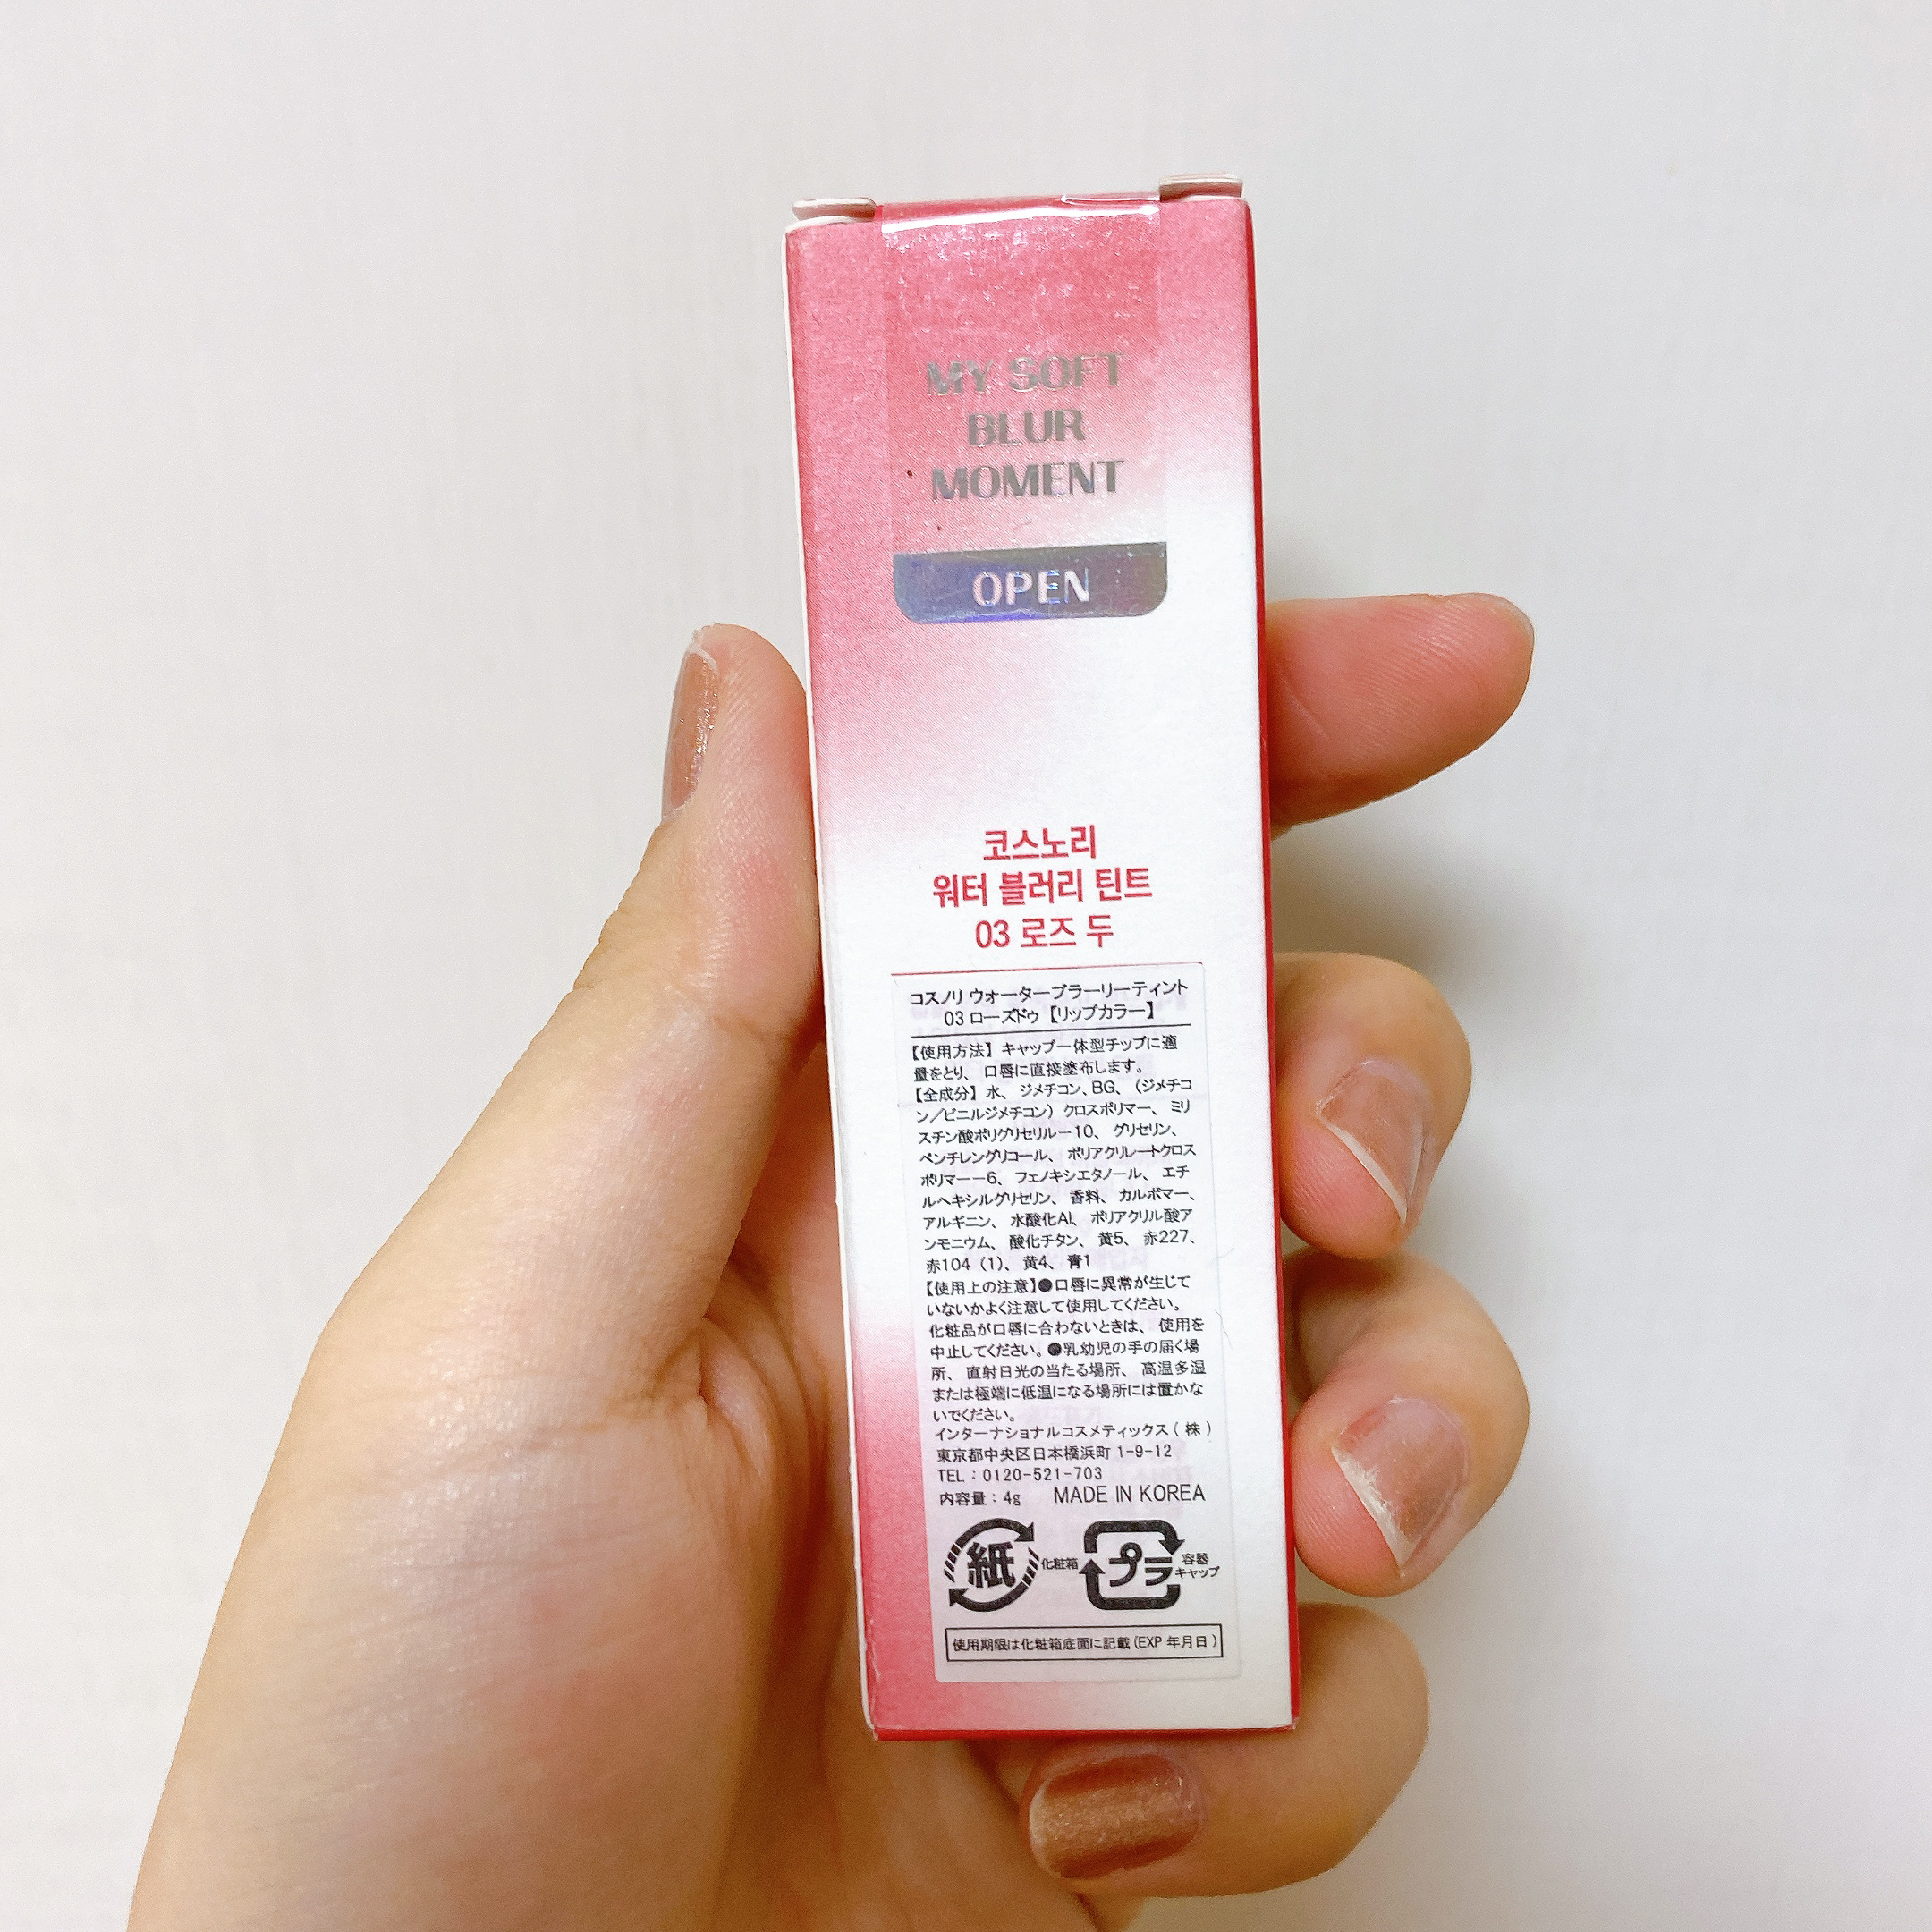 MY SOFT
BLUR
MOMENT
OPEN
코스노리
워터 블러리 틴트
03 로즈 두
コスノリ ウォーターブラーリーティント
03 ローズドゥ【リップカラー】
【使用方法】キャップ一体型チップに適
量をとり、口唇に直接塗布します。
【全成分】水、ジメチコン、BG、（ジメチコ
ン／ビニルジメチコン）クロスポリマー、ミリ
スチン酸ポリグリセリル－10、グリセリン、
ペンチレングリコール、ポリアクリレートクロス
ポリマー－6、フェノキシエタノール、エチ
ルヘキシルグリセリン、香料、カルボマー、
アルギニン、水酸化Al、ポリアクリル酸ア
ンモニウム、酸化チタン、黄5、赤227、
赤104（1）、黄4、青1
【使用上の注意】●口唇に異常が生じて
いないかよく注意して使用してください。
化粧品が口唇に合わないときは、使用を
中止してください。●乳幼児の手の届く場
所、直射日光の当たる場所、高温多湿
または極端に低温になる場所には置かな
いでください。
インターナショナルコスメティックス（株）
東京都中央区日本橋浜町 1-9-12
TEL：0120-521-703
内容量：4g MADE IN KOREA
紙 化粧箱 プラ 容器
キャップ
使用期限は化粧箱底面に記載（EXP 年月日）